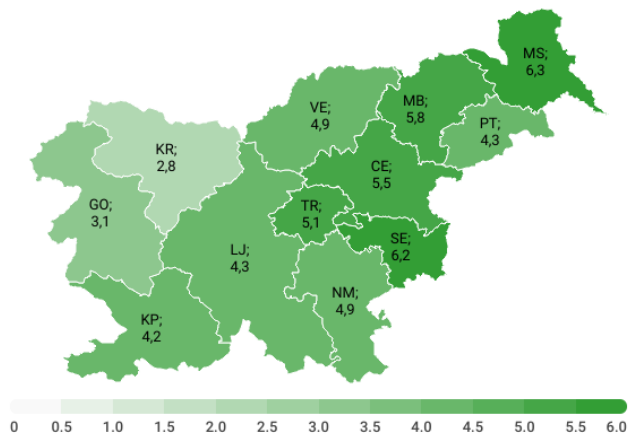 MS;
6,3
VE;
4,9
MB;
5,8
PT;
4,3
KR;
2,8
CE;
5,5
GO;
3,1
TR;
5,1
LJ;
4,3
SE;
6,2
NM;
4,9
KP;
4,2
0 0.5 1.0 1.5 2.0 2.5 3.0 3.5 4.0 4.5 5.0 5.5 6.0